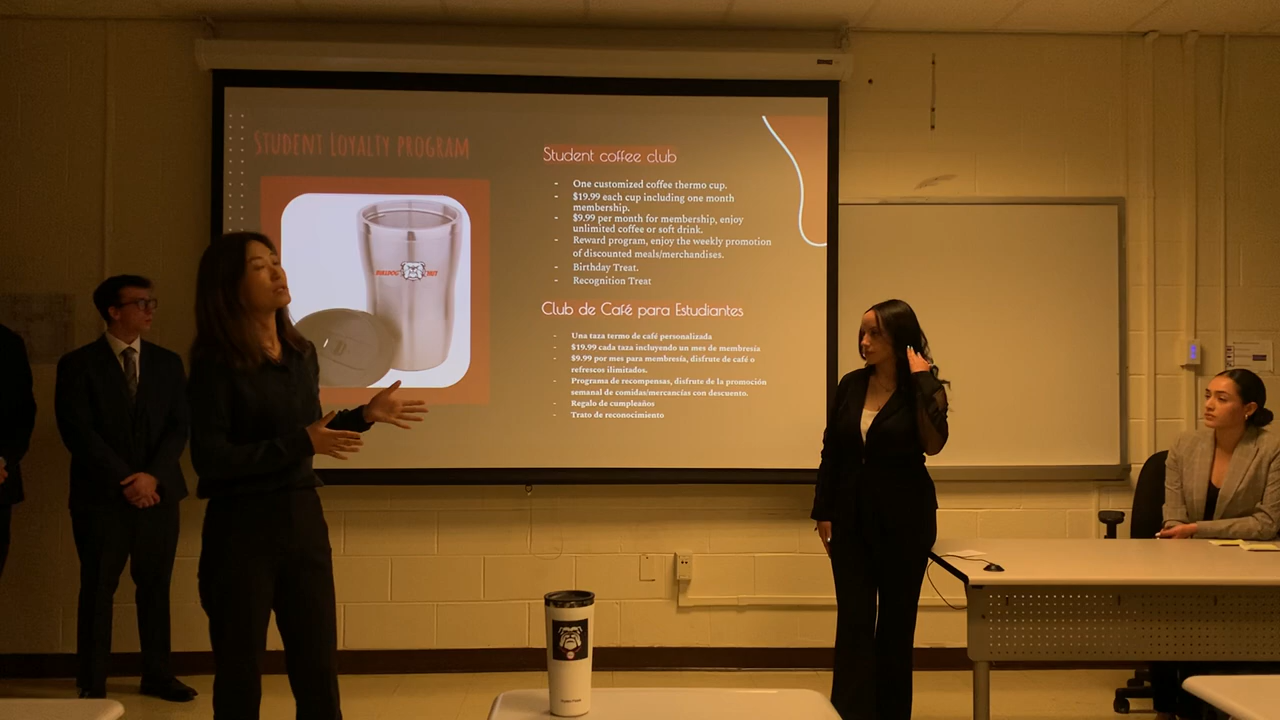 Student Loyalty program
Student coffee club
- One customized coffee thermo cup.
- $19.99 each cup including one month
membership.
- $9.99 per month for membership, enjoy
unlimited coffee or soft drink.
- Reward program, enjoy the weekly promotion
of discounted meals/merchandises.
- Birthday Treat.
- Recognition Treat
BULLDOG
Club de Café para Estudiantes
- Una taza termo de café personalizada
- $19.99 cada taza incluyendo un mes de membresía
- $9.99 por mes para membresía, disfrute de café o
refrescos ilimitados.
- Programa de recompensas, disfrute de la promoción
semanal de comidas/mercancías con descuento.
- Regalo de cumpleaños
- Trato de reconocimiento